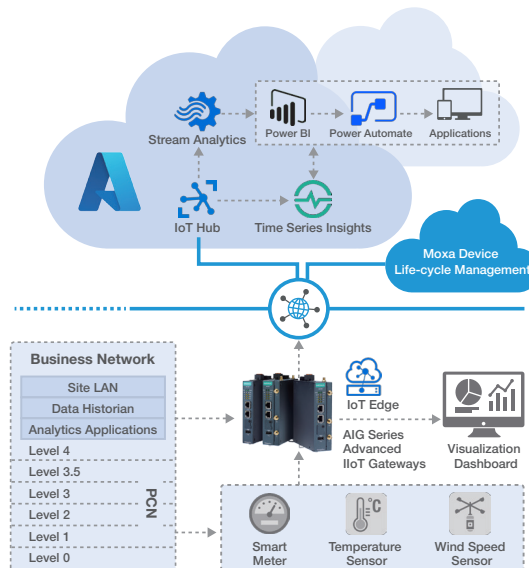 Stream Analytics
Power BI
Power Automate
Applications
IoT Hub
Time Series Insights
Moxa Device
Life-cycle Management
Business Network
Site LAN
Data Historian
Analytics Applications
Level 4
Level 3.5
Level 3
Level 2
Level 1
Level 0
PCN
IoT Edge
AIG Series
Advanced
IIoT Gateways
Visualization
Dashboard
°C
Smart
Meter
Temperature
Sensor
Wind Speed
Sensor